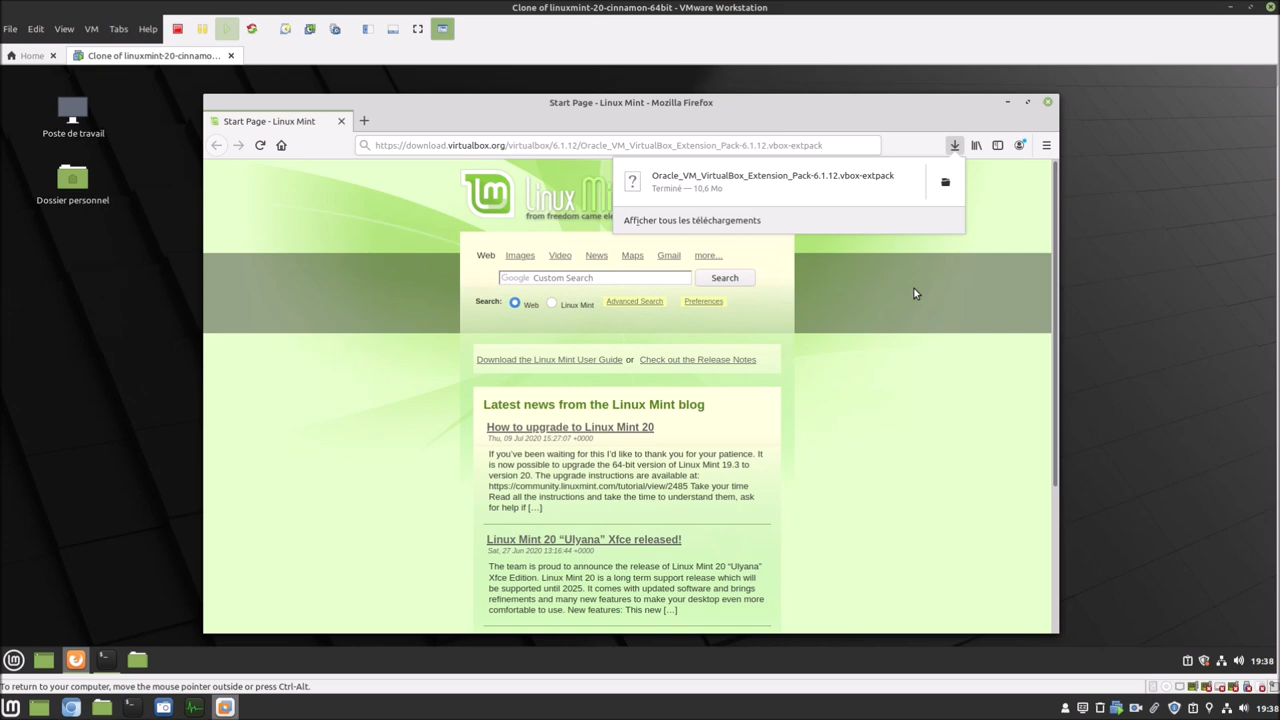 Clone of linuxmint-20-cinnamon-64bit - VMware Workstation
File Edit View VM Tabs Help
Home
Clone of linuxmint-20-cinnamo...
Poste de travail
Dossier personnel
Start Page - Linux Mint - Mozilla Firefox
Start Page - Linux Mint
https://download.virtualbox.org/virtualbox/6.1.12/Oracle_VM_VirtualBox_Extension_Pack-6.1.12.vbox-extpack
Oracle_VM_VirtualBox_Extension_Pack-6.1.12.vbox-extpack
Terminé — 10,6 Mo
Afficher tous les téléchargements
Linux
from freedom came
Web Images Video News Maps Gmail more...
Google Custom Search
Search
Search: Web Linux Mint Advanced Search Preferences
Download the Linux Mint User Guide or Check out the Release Notes
Latest news from the Linux Mint blog
How to upgrade to Linux Mint 20
Thu, 09 Jul 2020 15:27:07 +0000
If you've been waiting for this I'd like to thank you for your patience. It
is now possible to upgrade the 64-bit version of Linux Mint 19.3 to
version 20. The upgrade instructions are available at:
https://community.linuxmint.com/tutorial/view/2485 Take your time
Read all the instructions and take the time to understand them, ask
for help if […]
Linux Mint 20 “Ulyana” Xfce released!
Sat, 27 Jun 2020 13:16:44 +0000
The team is proud to announce the release of Linux Mint 20 “Ulyana”
Xfce Edition. Linux Mint 20 is a long term support release which will
be supported until 2025. It comes with updated software and brings
refinements and many new features to make your desktop even more
comfortable to use. New features: This new […]
19:38
To return to your computer, move the mouse pointer outside or press Ctrl-Alt.
19:38